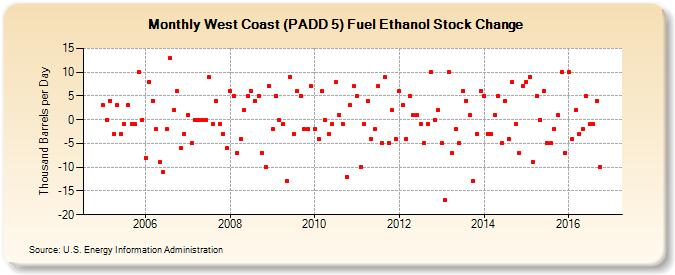 Monthly West Coast (PADD 5) Fuel Ethanol Stock Change
Thousand Barrels per Day
15
10
5
0
-5
-10
-15
-20
2006 2008 2010 2012 2014 2016
Source: U.S. Energy Information Administration